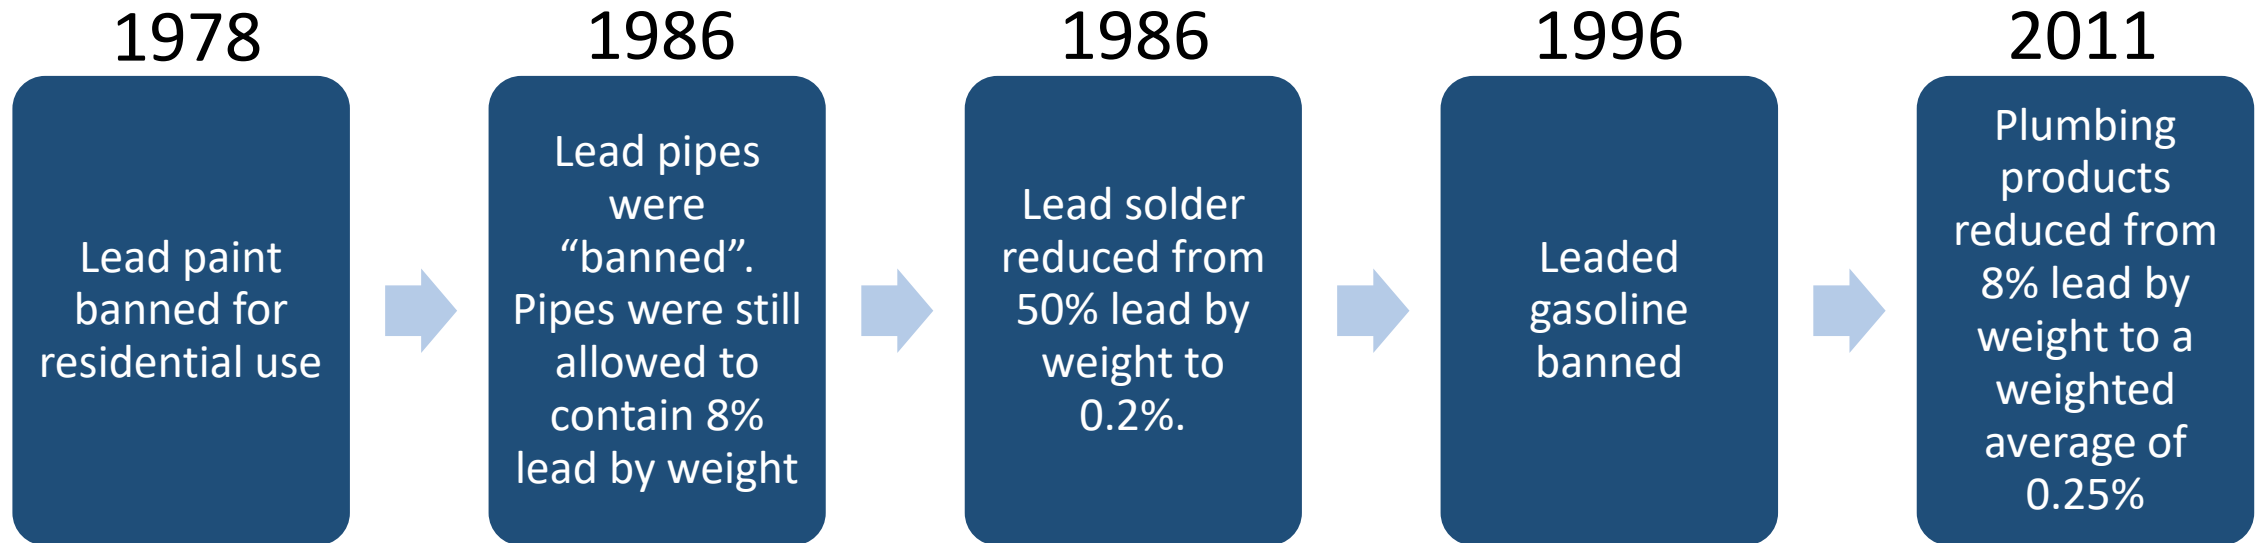 1978
Lead paint
banned for
residential use
1986
Lead pipes
were
“banned”.
Pipes were still
allowed to
contain 8%
lead by weight
1986
Lead solder
reduced from
50% lead by
weight to
0.2%.
1996
Leaded
gasoline
banned
2011
Plumbing
products
reduced from
8% lead by
weight to a
weighted
average of
0.25%